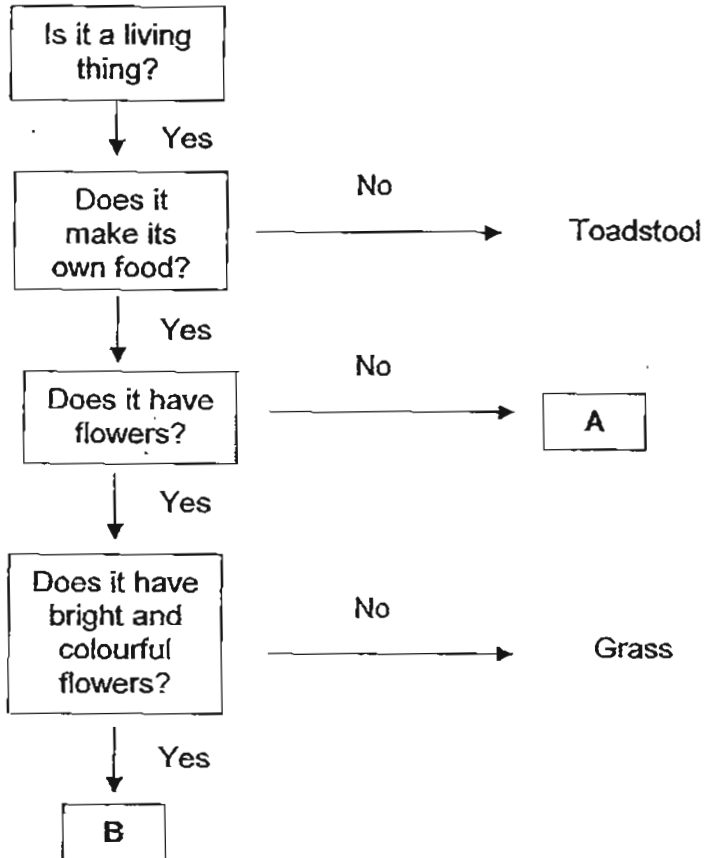 Is it a living
thing?
Yes
Does it
make its
own food?
No
Toadstool
Yes
Does it have
flowers?
No
A
Yes
Does it have
bright and
colourful
flowers?
No
Grass
Yes
B